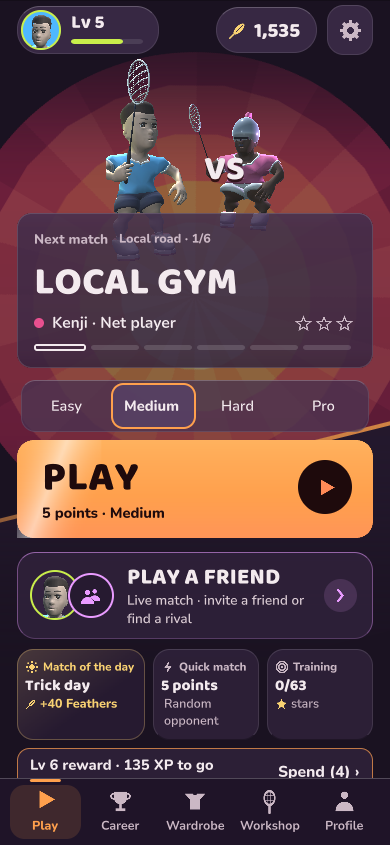 Lv 5
1,535
VS
Next match · Local road · 1/6
LOCAL GYM
Kenji · Net player
Easy
Medium
Hard
Pro
PLAY
5 points · Medium
PLAY A FRIEND
Live match · invite a friend or
find a rival
Match of the day
Trick day
+40 Feathers
Quick match
5 points
Random
opponent
Training
0/63
stars
Lv 6 reward · 135 XP to go
Spend (4) ›
Play
Career
Wardrobe
Workshop
Profile